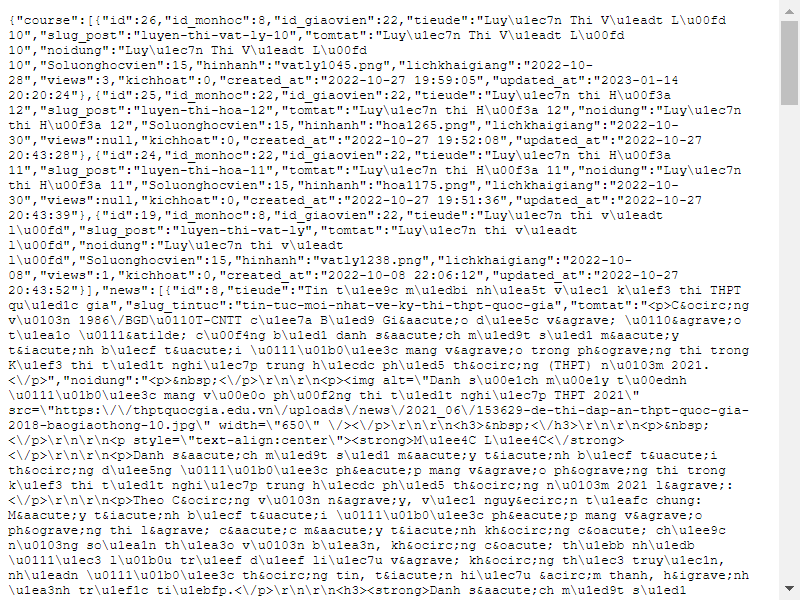 {"course":[{"id":26,"id_monhoc":8,"id_giaovien":22,"tieude":"Luy\u1ec7n Thi V\u1eadt L\u00fd
10","slug_post":"luyen-thi-vat-ly-10","tomtat":"Luy\u1ec7n Thi V\u1eadt L\u00fd
10","noidung":"Luy\u1ec7n Thi V\u1eadt L\u00fd
10","Soluonghocvien":15,"hinhanh":"vatly1045.png","lichkhaigiang":"2022-10-
28","views":3,"kichhoat":0,"created_at":"2022-10-27 19:59:05","updated_at":"2023-01-14
20:20:24"},{"id":25,"id_monhoc":22,"id_giaovien":22,"tieude":"Luy\u1ec7n thi H\u00f3a
12","slug_post":"luyen-thi-hoa-12","tomtat":"Luy\u1ec7n thi H\u00f3a 12","noidung":"Luy\u1ec7n
thi H\u00f3a 12","Soluonghocvien":15,"hinhanh":"hoa1265.png","lichkhaigiang":"2022-10-
30","views":null,"kichhoat":0,"created_at":"2022-10-27 19:52:08","updated_at":"2022-10-27
20:43:28"},{"id":24,"id_monhoc":22,"id_giaovien":22,"tieude":"Luy\u1ec7n thi H\u00f3a
11","slug_post":"luyen-thi-hoa-11","tomtat":"Luy\u1ec7n thi H\u00f3a 11","noidung":"Luy\u1ec7n
thi H\u00f3a 11","Soluonghocvien":15,"hinhanh":"hoa1175.png","lichkhaigiang":"2022-10-
30","views":null,"kichhoat":0,"created_at":"2022-10-27 19:51:36","updated_at":"2022-10-27
20:43:39"},{"id":19,"id_monhoc":8,"id_giaovien":22,"tieude":"Luy\u1ec7n thi v\u1eadt
l\u00fd","slug_post":"luyen-thi-vat-ly","tomtat":"Luy\u1ec7n thi v\u1eadt
l\u00fd","noidung":"Luy\u1ec7n thi v\u1eadt
l\u00fd","Soluonghocvien":15,"hinhanh":"vatly1238.png","lichkhaigiang":"2022-10-
08","views":1,"kichhoat":0,"created_at":"2022-10-08 22:06:12","updated_at":"2022-10-27
20:43:52"}],"news":[{"id":8,"tieude":"Tin t\u1ee9c m\u1edbi nh\u1ea5t v\u1ec1 k\u1ef3 thi THPT
qu\u1ed1c gia","slug_tintuc":"tin-tuc-moi-nhat-ve-ky-thi-thpt-quoc-gia","tomtat":"<p>C&ocirc;ng
v\u0103n 1986\/BGD\u0110T-CNTT c\u1ee7a B\u1ed9 Gi&aacute;o d\u1ee5c v&agrave; \u0110&agrave;o
t\u1ea1o \u0111&atilde; c\u00f4ng b\u1ed1 danh s&aacute;ch m\u1ed9t s\u1ed1 m&aacute;y
t&iacute;nh b\u1ecf t&uacute;i \u0111\u01b0\u1ee3c mang v&agrave;o trong ph&ograve;ng thi trong
K\u1ef3 thi t\u1ed1t nghi\u1ec7p trung h\u1ecdc ph\u1ed5 th&ocirc;ng (THPT) n\u0103m 2021.
<\/p>","noidung":"<p>&nbsp;<\/p>\r\n\r\n<p><img alt=\"Danh s\u00e1ch m\u00e1y t\u00ednh
\u0111\u01b0\u1ee3c mang v\u00e0o ph\u00f2ng thi t\u1ed1t nghi\u1ec7p THPT 2021\"
src=\"https:\/\/thptquocgia.edu.vn\/uploads\/news\/2021_06\/153629-de-thi-dap-an-thpt-quoc-gia-
2018-baogiaothong-10.jpg\" width=\"650\" \/><\/p>\r\n\r\n<h3>&nbsp;<\/h3>\r\n\r\n<p>&nbsp;
<\/p>\r\n\r\n<p style=\"text-align:center\"><strong>M\u1ee4C L\u1ee4C<\/strong>
<\/p>\r\n\r\n<p>Danh s&aacute;ch m\u1ed9t s\u1ed1 m&aacute;y t&iacute;nh b\u1ecf t&uacute;i
th&ocirc;ng d\u1ee5ng \u0111\u01b0\u1ee3c ph&eacute;p mang v&agrave;o ph&ograve;ng thi trong
k\u1ef3 thi t\u1ed1t nghi\u1ec7p trung h\u1ecdc ph\u1ed5 th&ocirc;ng n\u0103m 2021 l&agrave;:
<\/p>\r\n\r\n<p>Theo C&ocirc;ng v\u0103n n&agrave;y, v\u1ec1 nguy&ecirc;n t\u1eafc chung:
M&aacute;y t&iacute;nh b\u1ecf t&uacute;i \u0111\u01b0\u1ee3c ph&eacute;p mang v&agrave;o
ph&ograve;ng thi l&agrave; c&aacute;c m&aacute;y t&iacute;nh kh&ocirc;ng c&oacute; ch\u1ee9c
n\u0103ng so\u1ea1n th\u1ea3o v\u0103n b\u1ea3n, kh&ocirc;ng c&oacute; th\u1ebb nh\u1edb
\u0111\u1ec3 l\u01b0u tr\u1eef d\u1eef li\u1ec7u v&agrave; kh&ocirc;ng th\u1ec3 truy\u1ec1n,
nh\u1eadn \u0111\u01b0\u1ee3c th&ocirc;ng tin, t&iacute;n hi\u1ec7u &acirc;m thanh, h&igrave;nh
\u1ea3nh tr\u1ef1c ti\u1ebfp.<\/p>\r\n\r\n<h3><strong>Danh s&aacute;ch m\u1ed9t s\u1ed1